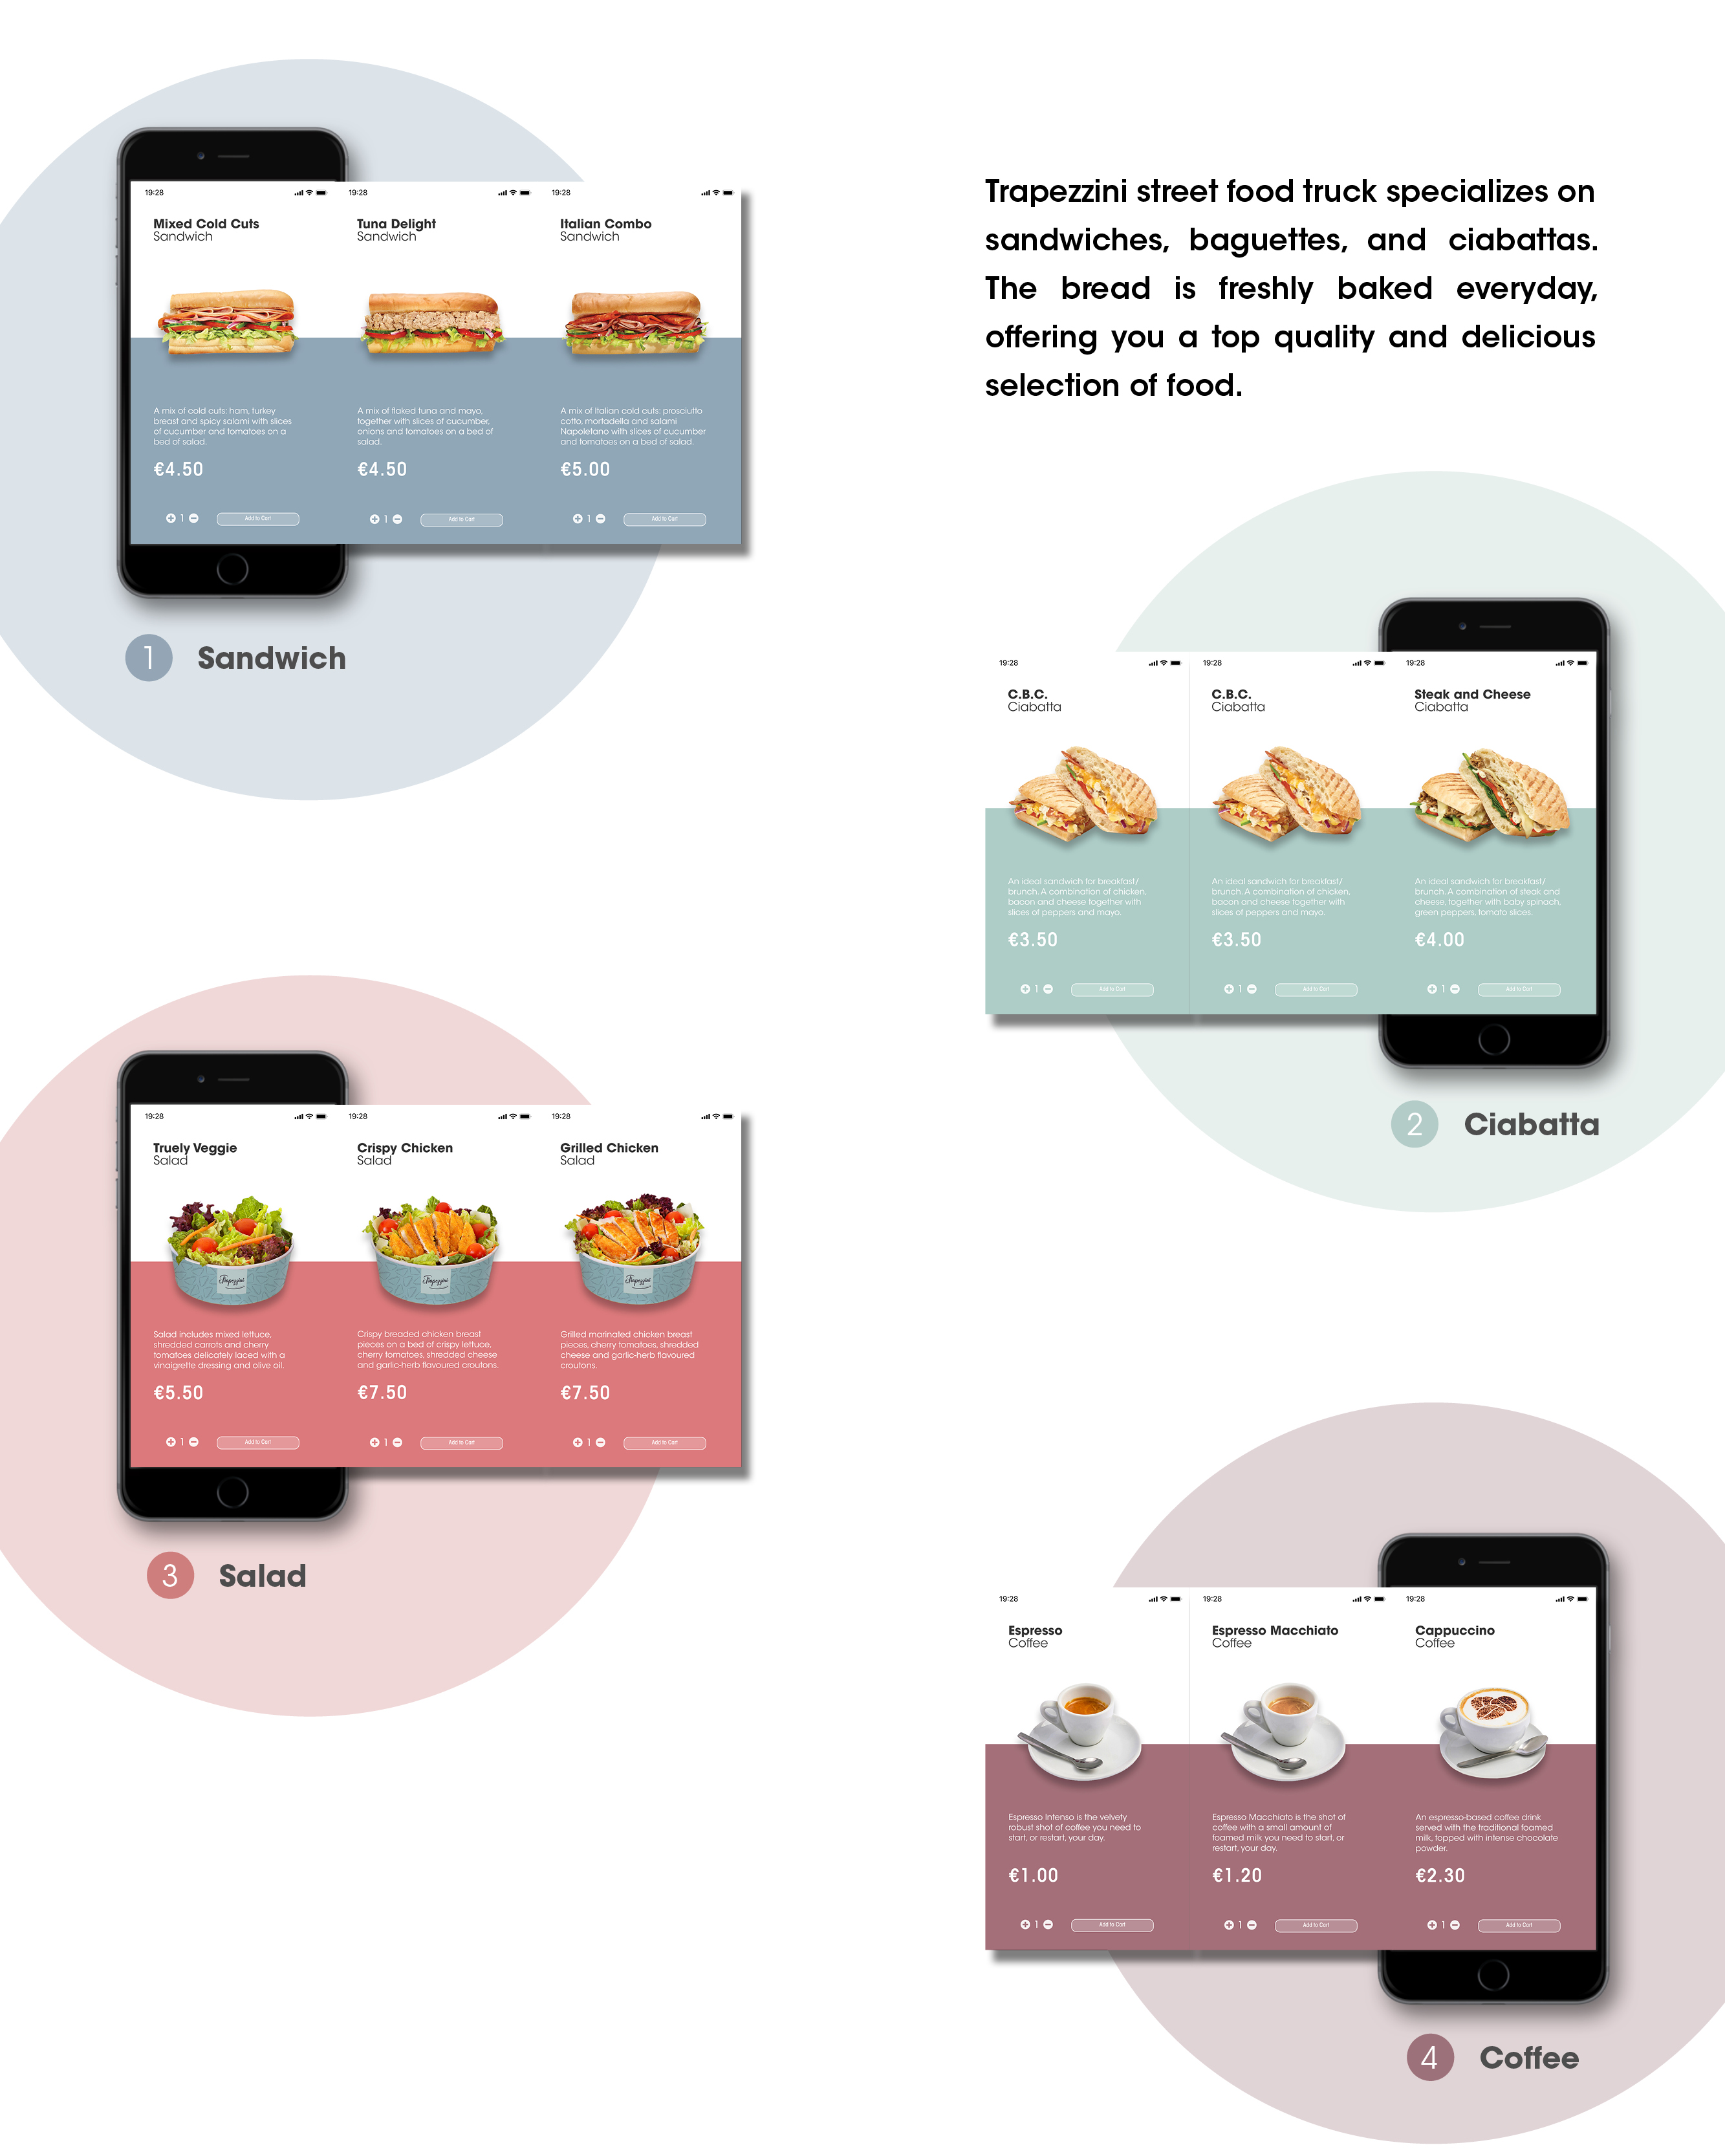 19:28
Mixed Cold Cuts
Sandwich
A mix of cold cuts: ham, turkey
breast and spicy salami with slices
of cucumber and tomatoes on a
bed of salad.
€4.50
1
Add to Cart
19:28
Tuna Delight
Sandwich
A mix of flaked tuna and mayo,
together with slices of cucumber,
onions and tomatoes on a bed of
salad.
€4.50
1
Add to Cart
19:28
Italian Combo
Sandwich
A mix of Italian cold cuts: prosciutto
cotto, mortadella and salami
Napoletano with slices of cucumber
and tomatoes on a bed of salad.
€5.00
1
Add to Cart
1 Sandwich
Trapezzini street food truck specializes on
sandwiches, baguettes, and ciabattas.
The bread is freshly baked everyday,
offering you a top quality and delicious
selection of food.
19:28
C.B.C.
Ciabatta
An ideal sandwich for breakfast/
brunch. A combination of chicken,
bacon and cheese together with
slices of peppers and mayo.
€3.50
1
Add to Cart
19:28
C.B.C.
Ciabatta
An ideal sandwich for breakfast/
brunch. A combination of chicken,
bacon and cheese together with
slices of peppers and mayo.
€3.50
1
Add to Cart
19:28
Steak and Cheese
Ciabatta
An ideal sandwich for breakfast/
brunch. A combination of steak and
cheese, together with baby spinach,
green peppers, tomato slices.
€4.00
1
Add to Cart
2 Ciabatta
19:28
Truely Veggie
Salad
Trapezzini
Salad includes mixed lettuce,
shredded carrots and cherry
tomatoes delicately laced with a
vinaigrette dressing and olive oil.
€5.50
1
Add to Cart
19:28
Crispy Chicken
Salad
Trapezzini
Crispy breaded chicken breast
pieces on a bed of crispy lettuce,
cherry tomatoes, shredded cheese
and garlic-herb flavoured croutons.
€7.50
1
Add to Cart
19:28
Grilled Chicken
Salad
Trapezzini
Grilled marinated chicken breast
pieces, cherry tomatoes, shredded
cheese and garlic-herb flavoured
croutons.
€7.50
1
Add to Cart
3 Salad
19:28
Espresso
Coffee
Espresso Intenso is the velvety
robust shot of coffee you need to
start, or restart, your day.
€1.00
1
Add to Cart
19:28
Espresso Macchiato
Coffee
Espresso Macchiato is the shot of
coffee with a small amount of
foamed milk you need to start, or
restart, your day.
€1.20
1
Add to Cart
19:28
Cappuccino
Coffee
An espresso-based coffee drink
served with the traditional foamed
milk, topped with intense chocolate
powder.
€2.30
1
Add to Cart
4 Coffee